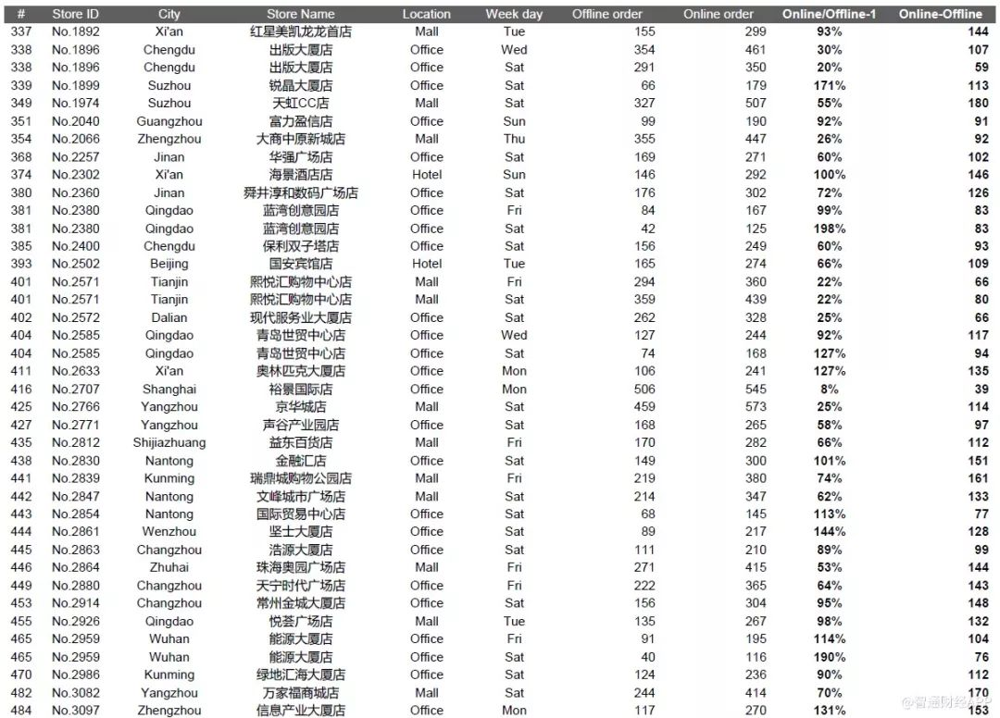 # Store ID City Store Name Location Week day Offline order Online order Online/Offline-1 Online-Offline
337 No.1892 Xi'an 红星美凯龙龙首店 Mall Tue 155 299 93% 144
338 No.1896 Chengdu 出版大厦店 Office Wed 354 461 30% 107
338 No.1896 Chengdu 出版大厦店 Office Sat 291 350 20% 59
339 No.1899 Suzhou 锐晶大厦店 Office Sat 66 179 171% 113
349 No.1974 Suzhou 天虹CC店 Mall Sat 327 507 55% 180
351 No.2040 Guangzhou 富力盈信店 Office Sun 99 190 92% 91
354 No.2066 Zhengzhou 大商中原新城店 Mall Thu 355 447 26% 92
368 No.2257 Jinan 华强广场店 Office Sat 169 271 60% 102
374 No.2302 Xi'an 海景酒店店 Hotel Sun 146 292 100% 146
380 No.2360 Jinan 舜井淳和数码广场店 Office Sat 176 302 72% 126
381 No.2380 Qingdao 蓝湾创意园店 Office Fri 84 167 99% 83
381 No.2380 Qingdao 蓝湾创意园店 Office Sat 42 125 198% 83
385 No.2400 Chengdu 保利双子塔店 Office Sat 156 249 60% 93
393 No.2502 Beijing 国安宾馆店 Hotel Tue 165 274 66% 109
401 No.2571 Tianjin 熙悦汇购物中心店 Mall Fri 294 360 22% 66
401 No.2571 Tianjin 熙悦汇购物中心店 Mall Sat 359 439 22% 80
402 No.2572 Dalian 现代服务业大厦店 Office Sat 262 328 25% 66
404 No.2585 Qingdao 青岛世贸中心店 Office Wed 127 244 92% 117
404 No.2585 Qingdao 青岛世贸中心店 Office Sat 74 168 127% 94
411 No.2633 Xi'an 奥林匹克大厦店 Office Mon 106 241 127% 135
416 No.2707 Shanghai 裕景国际店 Office Mon 506 545 8% 39
425 No.2766 Yangzhou 京华城店 Mall Sat 459 573 25% 114
427 No.2771 Yangzhou 声谷产业园店 Office Sat 168 265 58% 97
435 No.2812 Shijiazhuang 益东百货店 Mall Fri 170 282 66% 112
438 No.2830 Nantong 金融汇店 Office Sat 149 300 101% 151
441 No.2839 Kunming 瑞鼎城购物公园店 Mall Fri 219 380 74% 161
442 No.2847 Nantong 文峰城市广场店 Mall Sat 214 347 62% 133
443 No.2854 Nantong 国际贸易中心店 Office Sat 68 145 113% 77
444 No.2861 Wenzhou 坚士大厦店 Office Sat 89 217 144% 128
445 No.2863 Changzhou 浩源大厦店 Office Sat 111 210 89% 99
446 No.2864 Zhuhai 珠海奥园广场店 Mall Fri 271 415 53% 144
449 No.2880 Changzhou 天宁时代广场店 Office Fri 222 365 64% 143
453 No.2914 Changzhou 常州金城大厦店 Office Sat 156 304 95% 148
455 No.2926 Qingdao 悦荟广场店 Mall Tue 135 267 98% 132
465 No.2959 Wuhan 能源大厦店 Office Fri 91 195 114% 104
465 No.2959 Wuhan 能源大厦店 Office Sat 40 116 190% 76
470 No.2986 Kunming 绿地汇海大厦店 Office Sat 124 236 90% 112
482 No.3082 Yangzhou 万家福商城店 Mall Sat 244 414 70% 170
484 No.3097 Zhengzhou 信息产业大厦店 Office Mon 117 270 131% 153
@智通财经APP